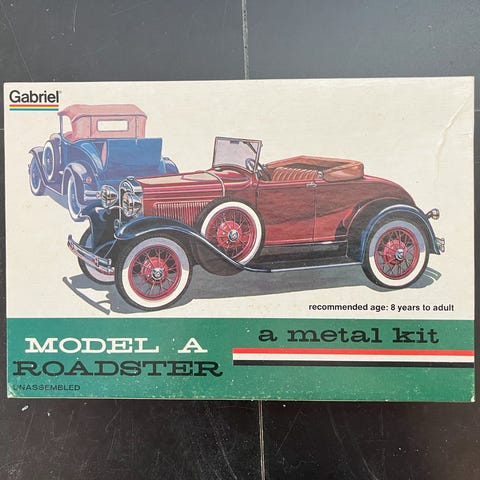 Gabriel
recommended age: 8 years to adult
MODEL A
ROADSTER
UNASSEMBLED
a metal kit